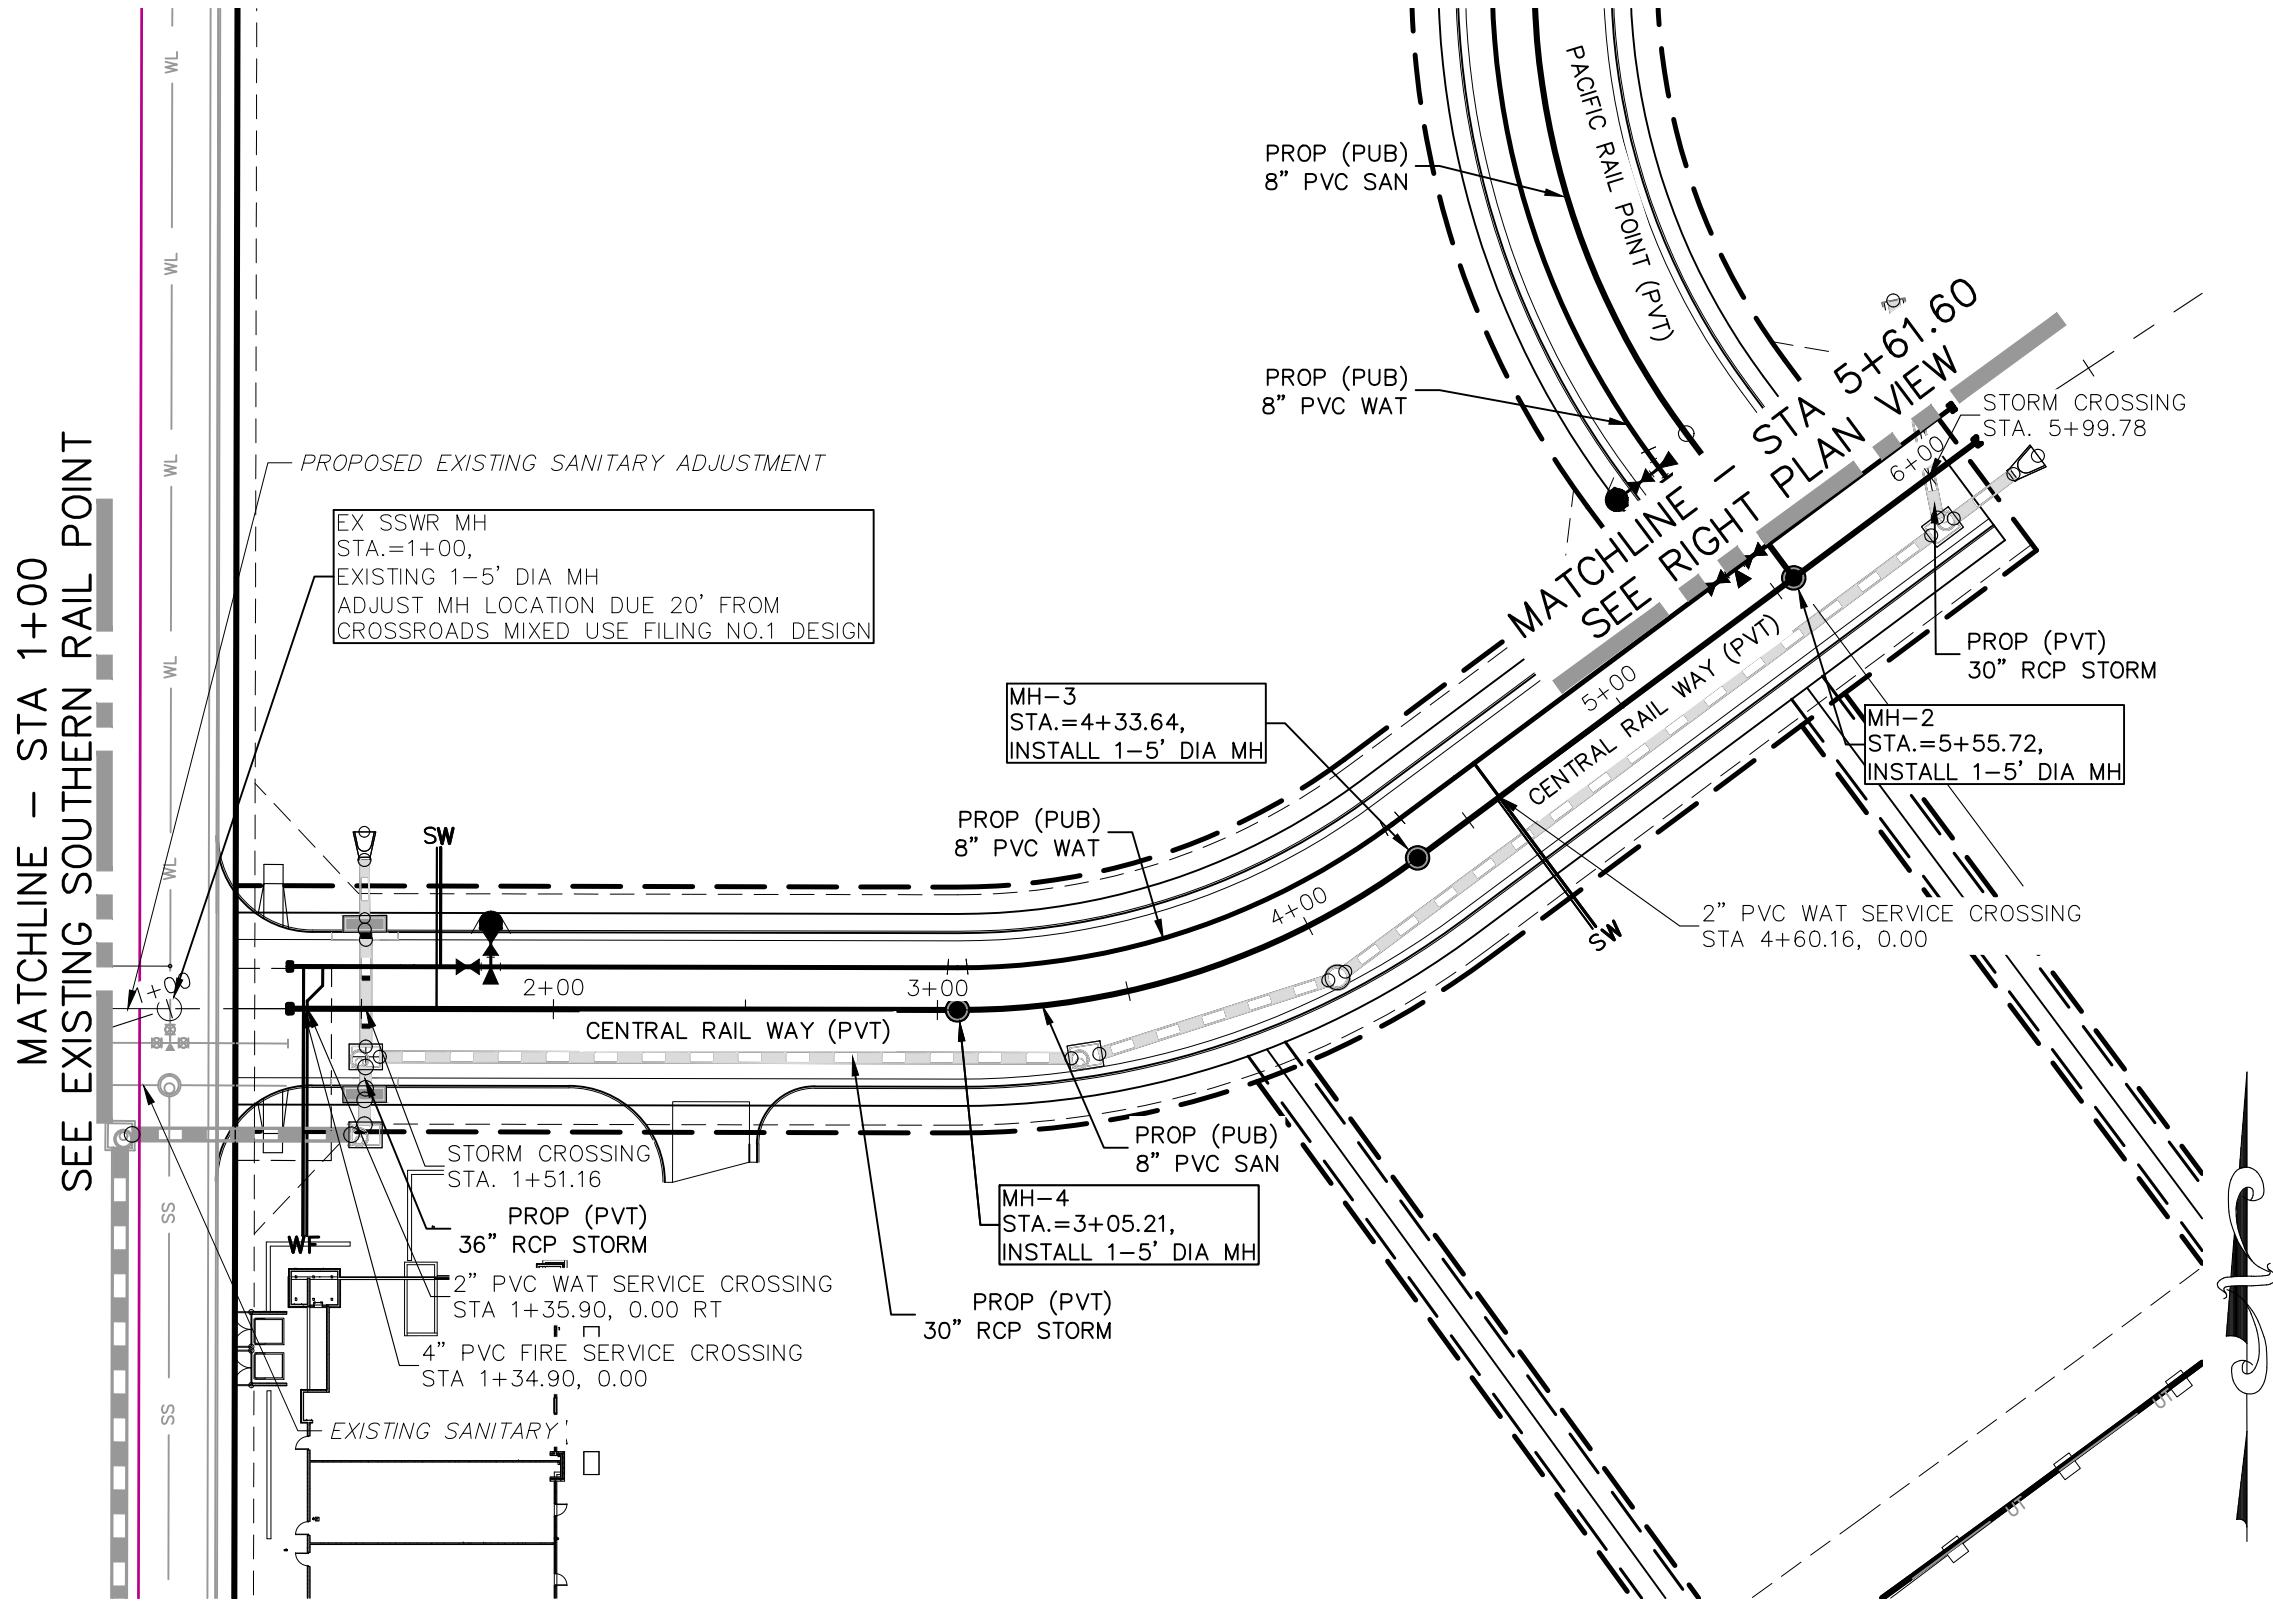 PACIFIC RAIL POINT (PVT)
PROP (PUB)
8" PVC SAN
PROP (PUB)
8" PVC WAT
MATCHLINE – STA 5+61.60
SEE RIGHT PLAN VIEW
STORM CROSSING
STA. 5+99.78
6+00
PROP (PVT)
30" RCP STORM
MH-2
STA.=5+55.72,
INSTALL 1-5' DIA MH
WL
WL
WL
WL
WL
MATCHLINE – STA 1+00
SEE EXISTING SOUTHERN RAIL POINT
PROPOSED EXISTING SANITARY ADJUSTMENT
EX SSWR MH
STA.=1+00,
EXISTING 1-5' DIA MH
ADJUST MH LOCATION DUE 20' FROM
CROSSROADS MIXED USE FILING NO.1 DESIGN
MH-3
STA.=4+33.64,
INSTALL 1-5' DIA MH
5+00
CENTRAL RAIL WAY (PVT)
PROP (PUB)
8" PVC WAT
SW
4+00
2" PVC WAT SERVICE CROSSING
STA 4+60.16, 0.00
SW
1+00
2+00
3+00
CENTRAL RAIL WAY (PVT)
PROP (PUB)
8" PVC SAN
MH-4
STA.=3+05.21,
INSTALL 1-5' DIA MH
STORM CROSSING
STA. 1+51.16
PROP (PVT)
36" RCP STORM
WF
2" PVC WAT SERVICE CROSSING
STA 1+35.90, 0.00 RT
PROP (PVT)
30" RCP STORM
4" PVC FIRE SERVICE CROSSING
STA 1+34.90, 0.00
EXISTING SANITARY
SS
SS